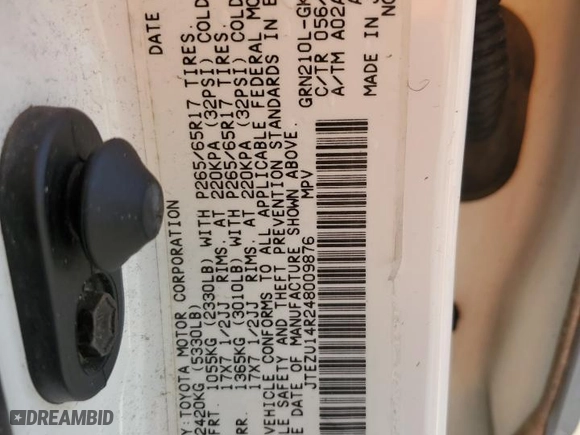 DATE
Y:TOYOTA MOTOR CORPORATION
2420KG (5330LB)
FRT. 1055KG (2330LB) WITH P265/65R17 TIRES.
17X7 1/2JJ RIMS. AT 220KPA (32PSI) COLD
RR. 1365KG (3010LB) WITH P265/65R17 TIRES.
17X7 1/2JJ RIMS. AT 220KPA (32PSI) COLD
VEHICLE CONFORMS TO ALL APPLICABLE FEDERAL MO
LE SAFETY AND THEFT PREVENTION STANDARDS IN E
E DATE OF MANUFACTURE SHOWN ABOVE.
JTEZU14R248009876 MPV
GRN210L-GK
C/TR 056
A/TM A02A
MADE IN
NO
DREAMBID